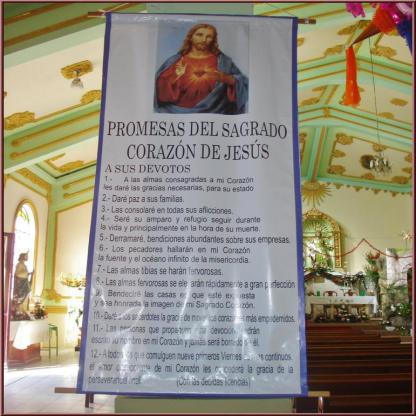 PROMESAS DEL SAGRADO
CORAZÓN DE JESÚS
A SUS DEVOTOS
1.- A las almas consagradas a mi Corazón
les daré las gracias necesarias, para su estado
2.- Daré paz a sus familias.
3.- Las consolaré en todas sus aflicciones.
4.- Seré su amparo y refugio seguro durante
la vida y principalmente en la hora de su muerte.
5.- Derramaré, bendiciones abundantes sobre sus empresas.
6.- Los pecadores hallarán en mi Corazón
la fuente y el océano infinito de la misericordia.
7.- Las almas tibias se harán fervorosas.
8.- Las almas fervorosas se elearán rápidamente a gran perfección
9.- Bendeciré las casas en que esté expuesta
y sea honrada la imagen de mi Sagrado Corazón.
10.- Daré a los sacerdotes la gracia de mover los corazones más empedernidos.
11.- Las personas que propaguen esta devoción tendrán
escrito su nombre en mi Corazón y jamás será borrado de él.
12.- A todos los que comulguen nueve primeros Viernes de mes continuos,
el amor omnipotente de mi Corazón les concederá la gracia de la
perseverancia final. (Con las debidas licencias)